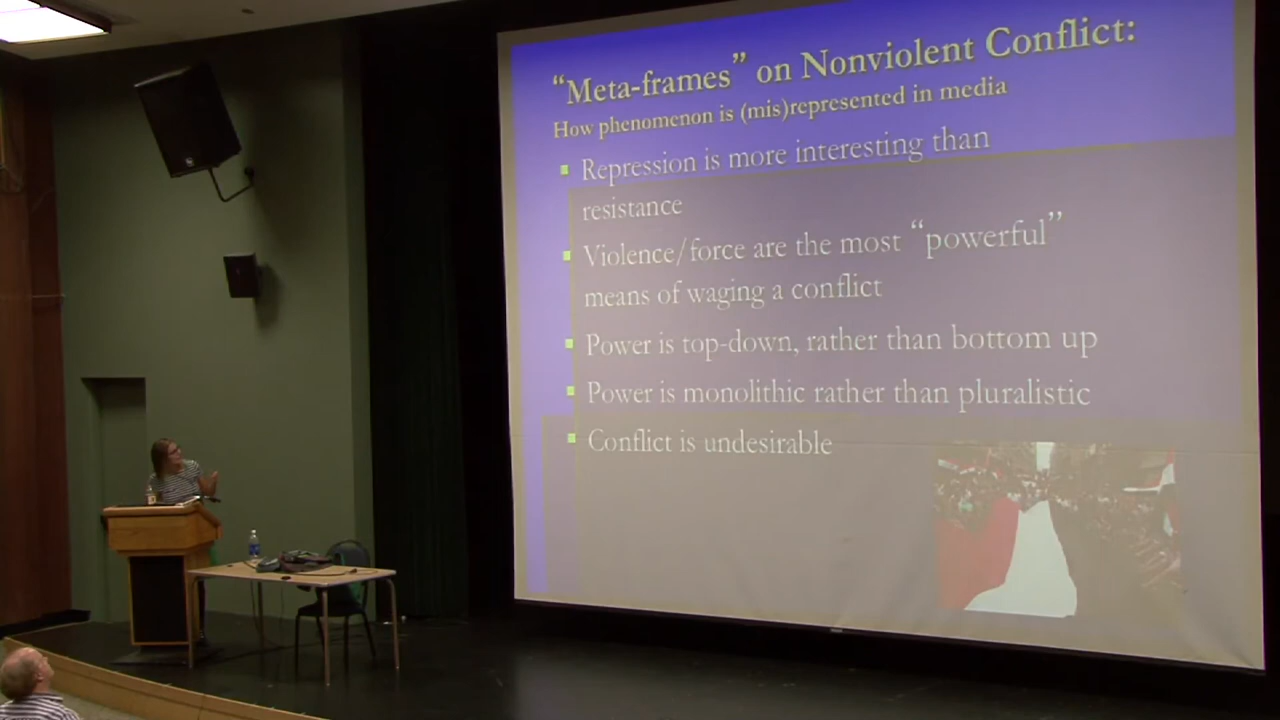 “Meta-frames” on Nonviolent Conflict:
How phenomenon is (mis)represented in media
Repression is more interesting than
resistance
Violence/force are the most “powerful”
means of waging a conflict
Power is top-down, rather than bottom up
Power is monolithic rather than pluralistic
Conflict is undesirable